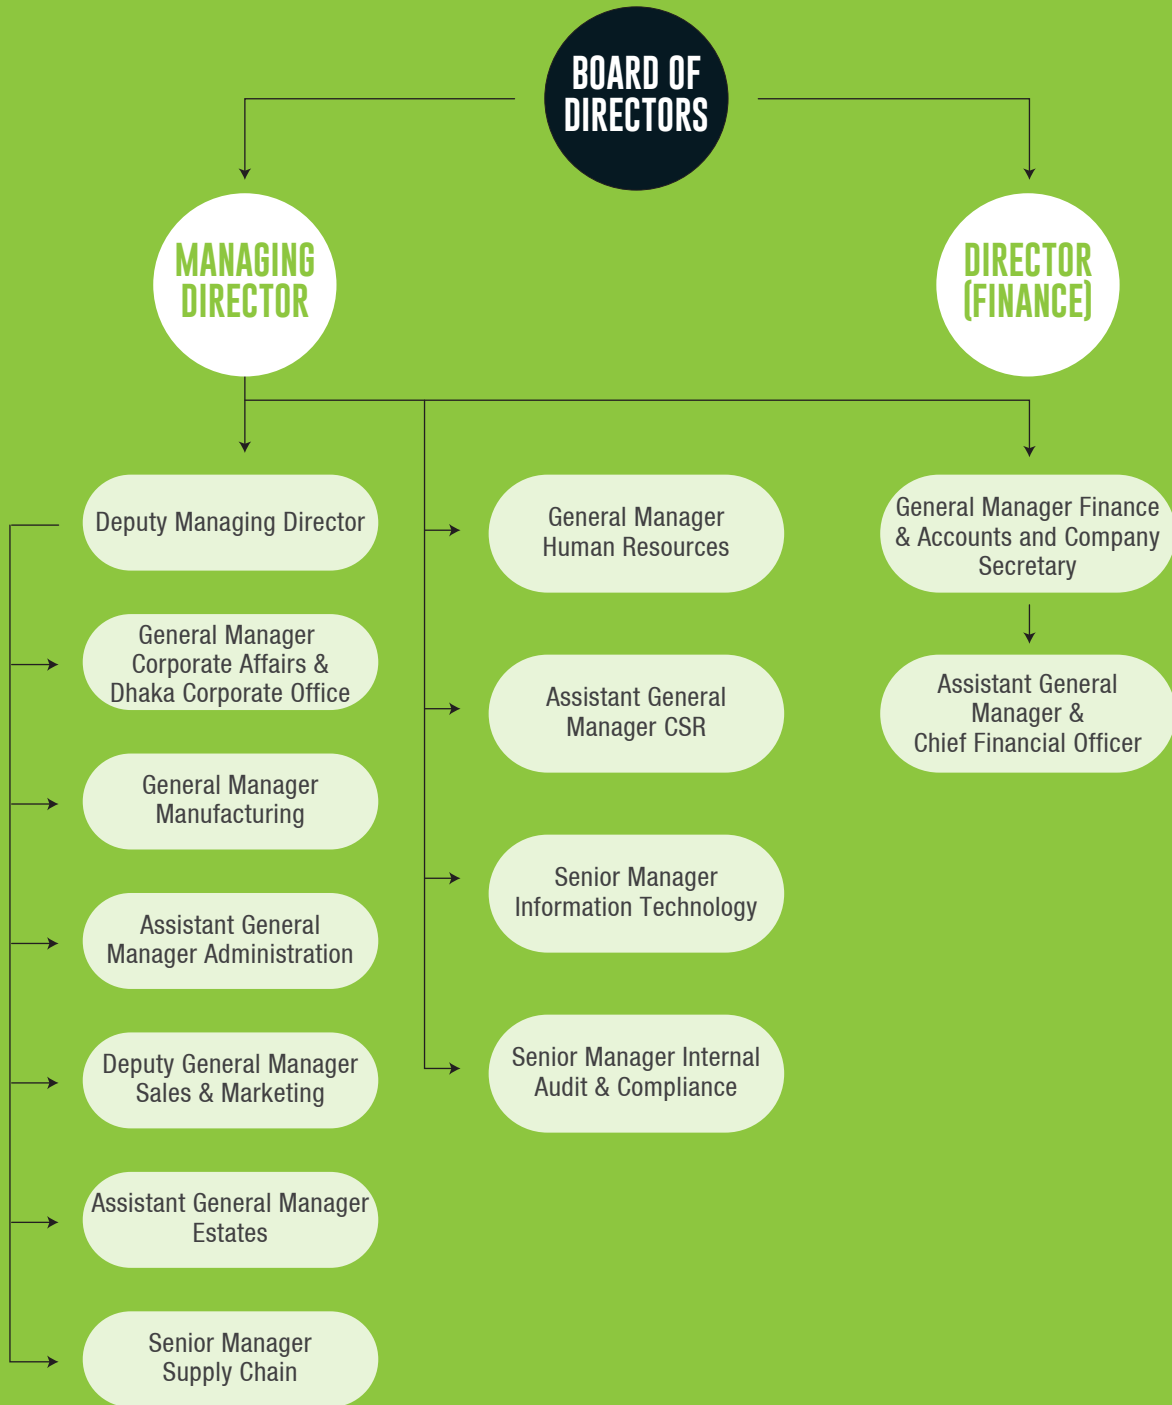 BOARD OF
DIRECTORS
MANAGING
DIRECTOR
DIRECTOR
(FINANCE)
Deputy Managing Director
General Manager
Corporate Affairs &
Dhaka Corporate Office
General Manager
Manufacturing
Assistant General
Manager Administration
Deputy General Manager
Sales & Marketing
Assistant General Manager
Estates
Senior Manager
Supply Chain
General Manager
Human Resources
Assistant General
Manager CSR
Senior Manager
Information Technology
Senior Manager Internal
Audit & Compliance
General Manager Finance
& Accounts and Company
Secretary
Assistant General
Manager &
Chief Financial Officer